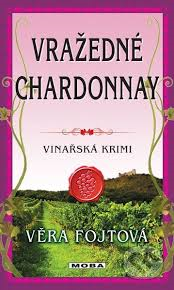 VRAŽEDNÉ
CHARDONNAY
VINAŘSKÁ KRIMI
VĚRA FOJTOVÁ
MOBA